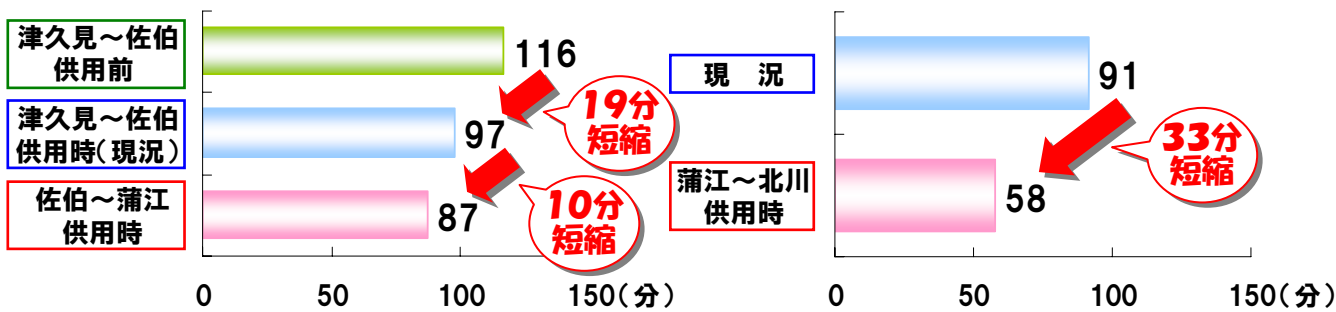 津久見～佐伯
供用前
116
19分
短縮
津久見～佐伯
供用時(現況)
97
10分
短縮
佐伯～蒲江
供用時
87
0 50 100 150(分)
現 況
91
33分
短縮
蒲江～北川
供用時
58
0 50 100 150(分)